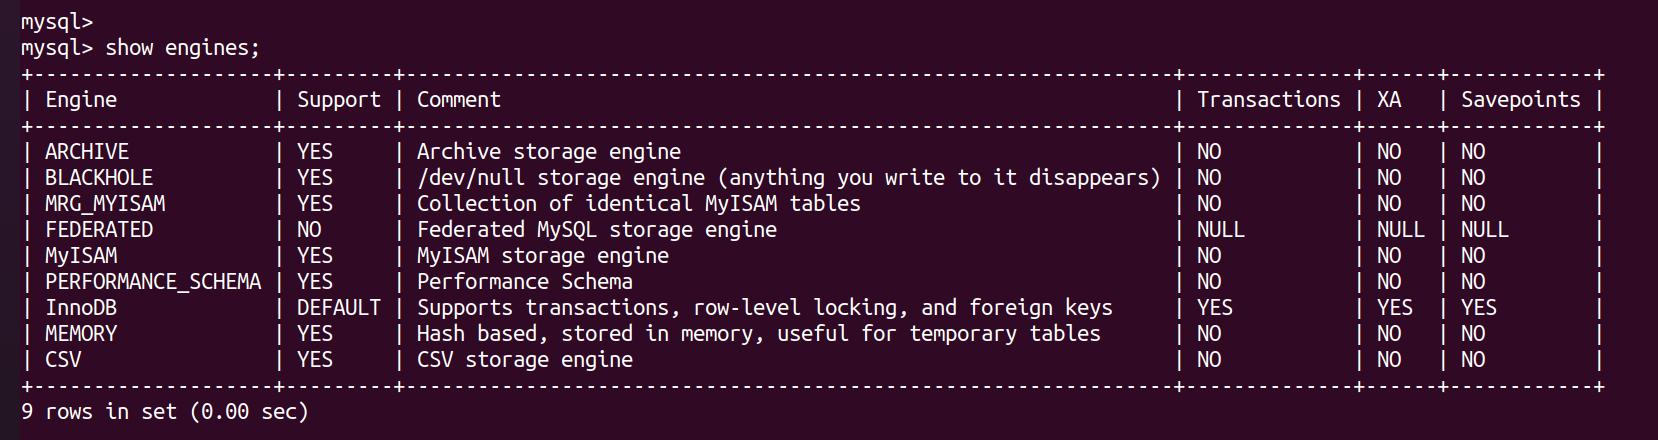 mysql>
mysql> show engines;
+--------------------+---------+----------------------------------------------------------------+--------------+------+------------+
| Engine             | Support | Comment                                                        | Transactions | XA   | Savepoints |
+--------------------+---------+----------------------------------------------------------------+--------------+------+------------+
| ARCHIVE            | YES     | Archive storage engine                                         | NO           | NO   | NO         |
| BLACKHOLE          | YES     | /dev/null storage engine (anything you write to it disappears) | NO           | NO   | NO         |
| MRG_MYISAM         | YES     | Collection of identical MyISAM tables                          | NO           | NO   | NO         |
| FEDERATED          | NO      | Federated MySQL storage engine                                 | NULL         | NULL | NULL       |
| MyISAM             | YES     | MyISAM storage engine                                          | NO           | NO   | NO         |
| PERFORMANCE_SCHEMA | YES     | Performance Schema                                             | NO           | NO   | NO         |
| InnoDB             | DEFAULT | Supports transactions, row-level locking, and foreign keys     | YES          | YES  | YES        |
| MEMORY             | YES     | Hash based, stored in memory, useful for temporary tables      | NO           | NO   | NO         |
| CSV                | YES     | CSV storage engine                                             | NO           | NO   | NO         |
+--------------------+---------+----------------------------------------------------------------+--------------+------+------------+
9 rows in set (0.00 sec)